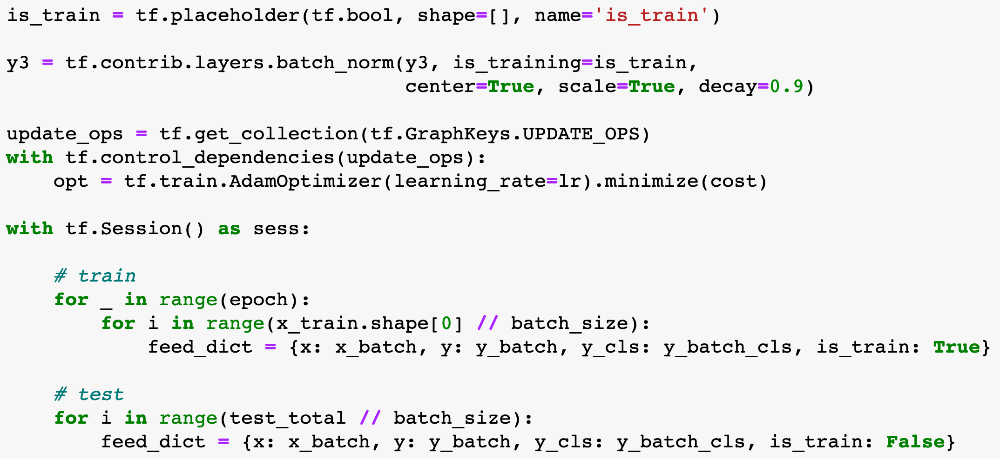 is_train = tf.placeholder(tf.bool, shape=[], name='is_train')

y3 = tf.contrib.layers.batch_norm(y3, is_training=is_train,
                                  center=True, scale=True, decay=0.9)

update_ops = tf.get_collection(tf.GraphKeys.UPDATE_OPS)
with tf.control_dependencies(update_ops):
    opt = tf.train.AdamOptimizer(learning_rate=lr).minimize(cost)

with tf.Session() as sess:

    # train
    for _ in range(epoch):
        for i in range(x_train.shape[0] // batch_size):
            feed_dict = {x: x_batch, y: y_batch, y_cls: y_batch_cls, is_train: True}

    # test
    for i in range(test_total // batch_size):
        feed_dict = {x: x_batch, y: y_batch, y_cls: y_batch_cls, is_train: False}